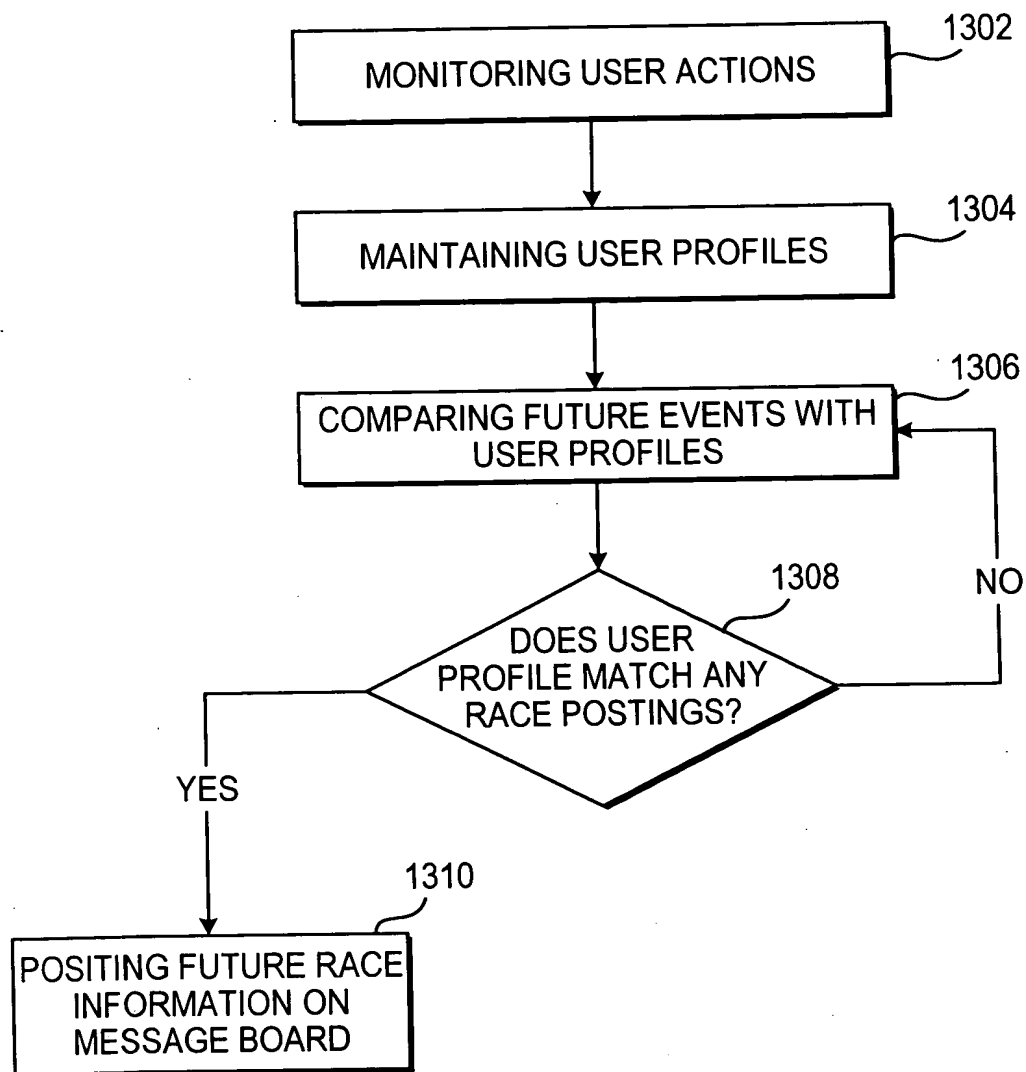 1302
MONITORING USER ACTIONS
1304
MAINTAINING USER PROFILES
1306
COMPARING FUTURE EVENTS WITH
USER PROFILES
1308
DOES USER
PROFILE MATCH ANY
RACE POSTINGS?
NO
YES
1310
POSITING FUTURE RACE
INFORMATION ON
MESSAGE BOARD